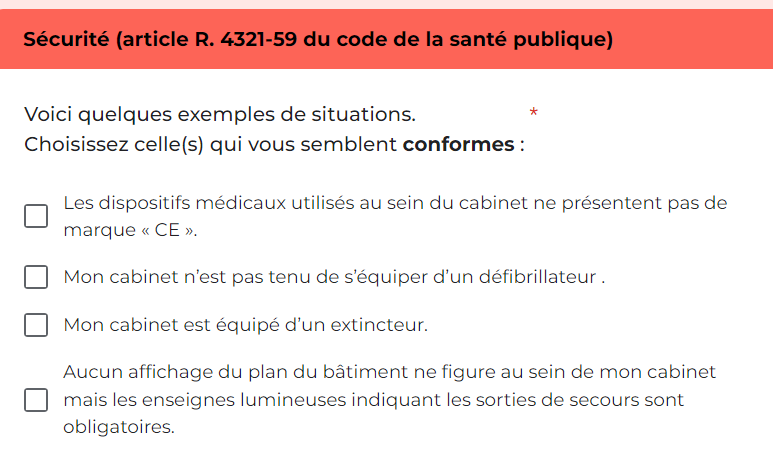 Sécurité (article R. 4321-59 du code de la santé publique)
Voici quelques exemples de situations. *
Choisissez celle(s) qui vous semblent conformes :
Les dispositifs médicaux utilisés au sein du cabinet ne présentent pas de
marque « CE ».
Mon cabinet n’est pas tenu de s’équiper d’un défibrillateur .
Mon cabinet est équipé d’un extincteur.
Aucun affichage du plan du bâtiment ne figure au sein de mon cabinet
mais les enseignes lumineuses indiquant les sorties de secours sont
obligatoires.